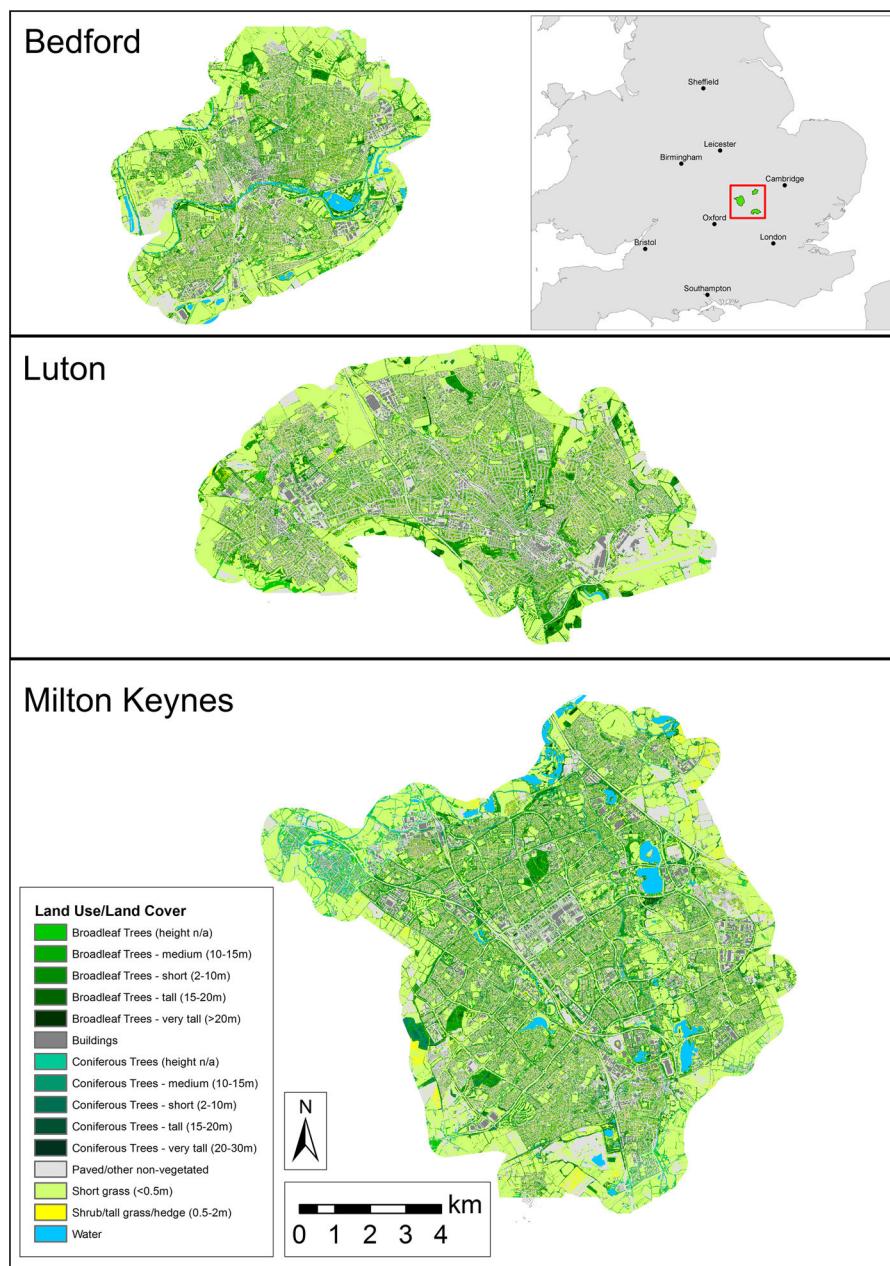 Bedford
Sheffield
Leicester
Birmingham
Cambridge
Oxford
London
Bristol
Southampton
Luton
Milton Keynes
Land Use/Land Cover
Broadleaf Trees (height n/a)
Broadleaf Trees - medium (10-15m)
Broadleaf Trees - short (2-10m)
Broadleaf Trees - tall (15-20m)
Broadleaf Trees - very tall (>20m)
Buildings
Coniferous Trees (height n/a)
Coniferous Trees - medium (10-15m)
Coniferous Trees - short (2-10m)
Coniferous Trees - tall (15-20m)
Coniferous Trees - very tall (20-30m)
Paved/other non-vegetated
Short grass (<0.5m)
Shrub/tall grass/hedge (0.5-2m)
Water
N
km
0 1 2 3 4